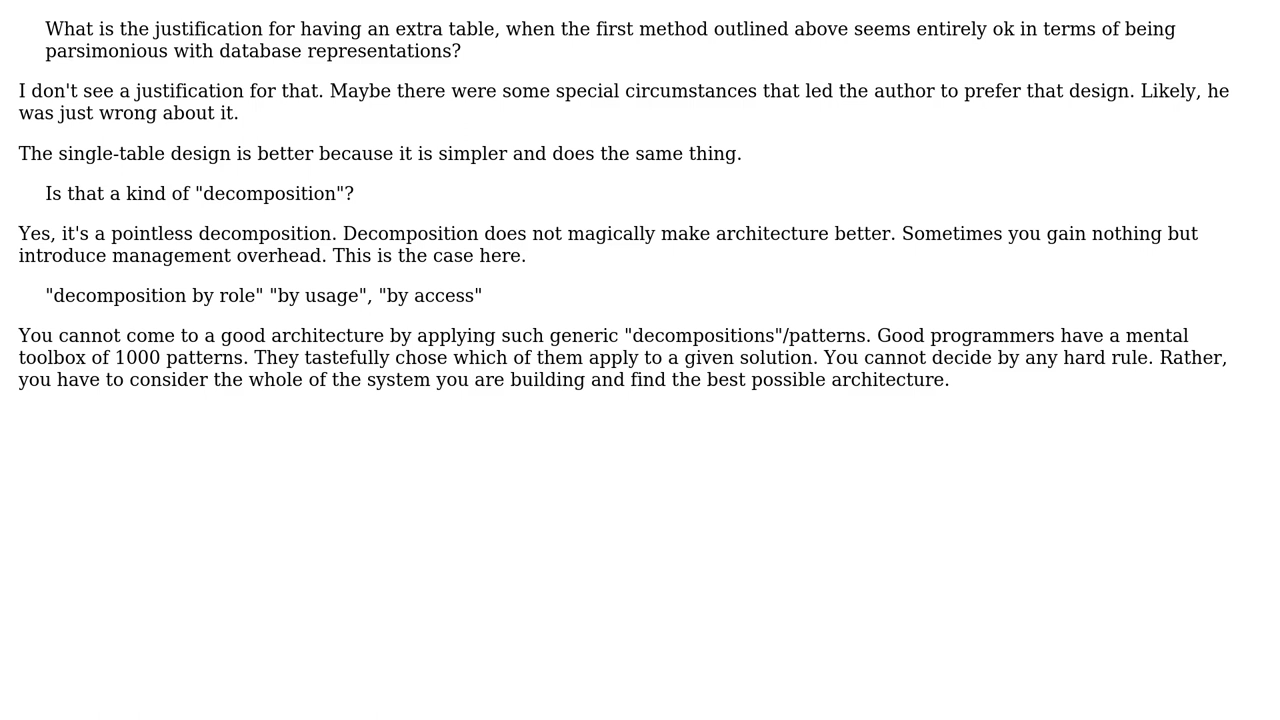 What is the justification for having an extra table, when the first method outlined above seems entirely ok in terms of being
parsimonious with database representations?
I don't see a justification for that. Maybe there were some special circumstances that led the author to prefer that design. Likely, he
was just wrong about it.
The single-table design is better because it is simpler and does the same thing.
Is that a kind of "decomposition"?
Yes, it's a pointless decomposition. Decomposition does not magically make architecture better. Sometimes you gain nothing but
introduce management overhead. This is the case here.
"decomposition by role" "by usage", "by access"
You cannot come to a good architecture by applying such generic "decompositions"/patterns. Good programmers have a mental
toolbox of 1000 patterns. They tastefully chose which of them apply to a given solution. You cannot decide by any hard rule. Rather,
you have to consider the whole of the system you are building and find the best possible architecture.